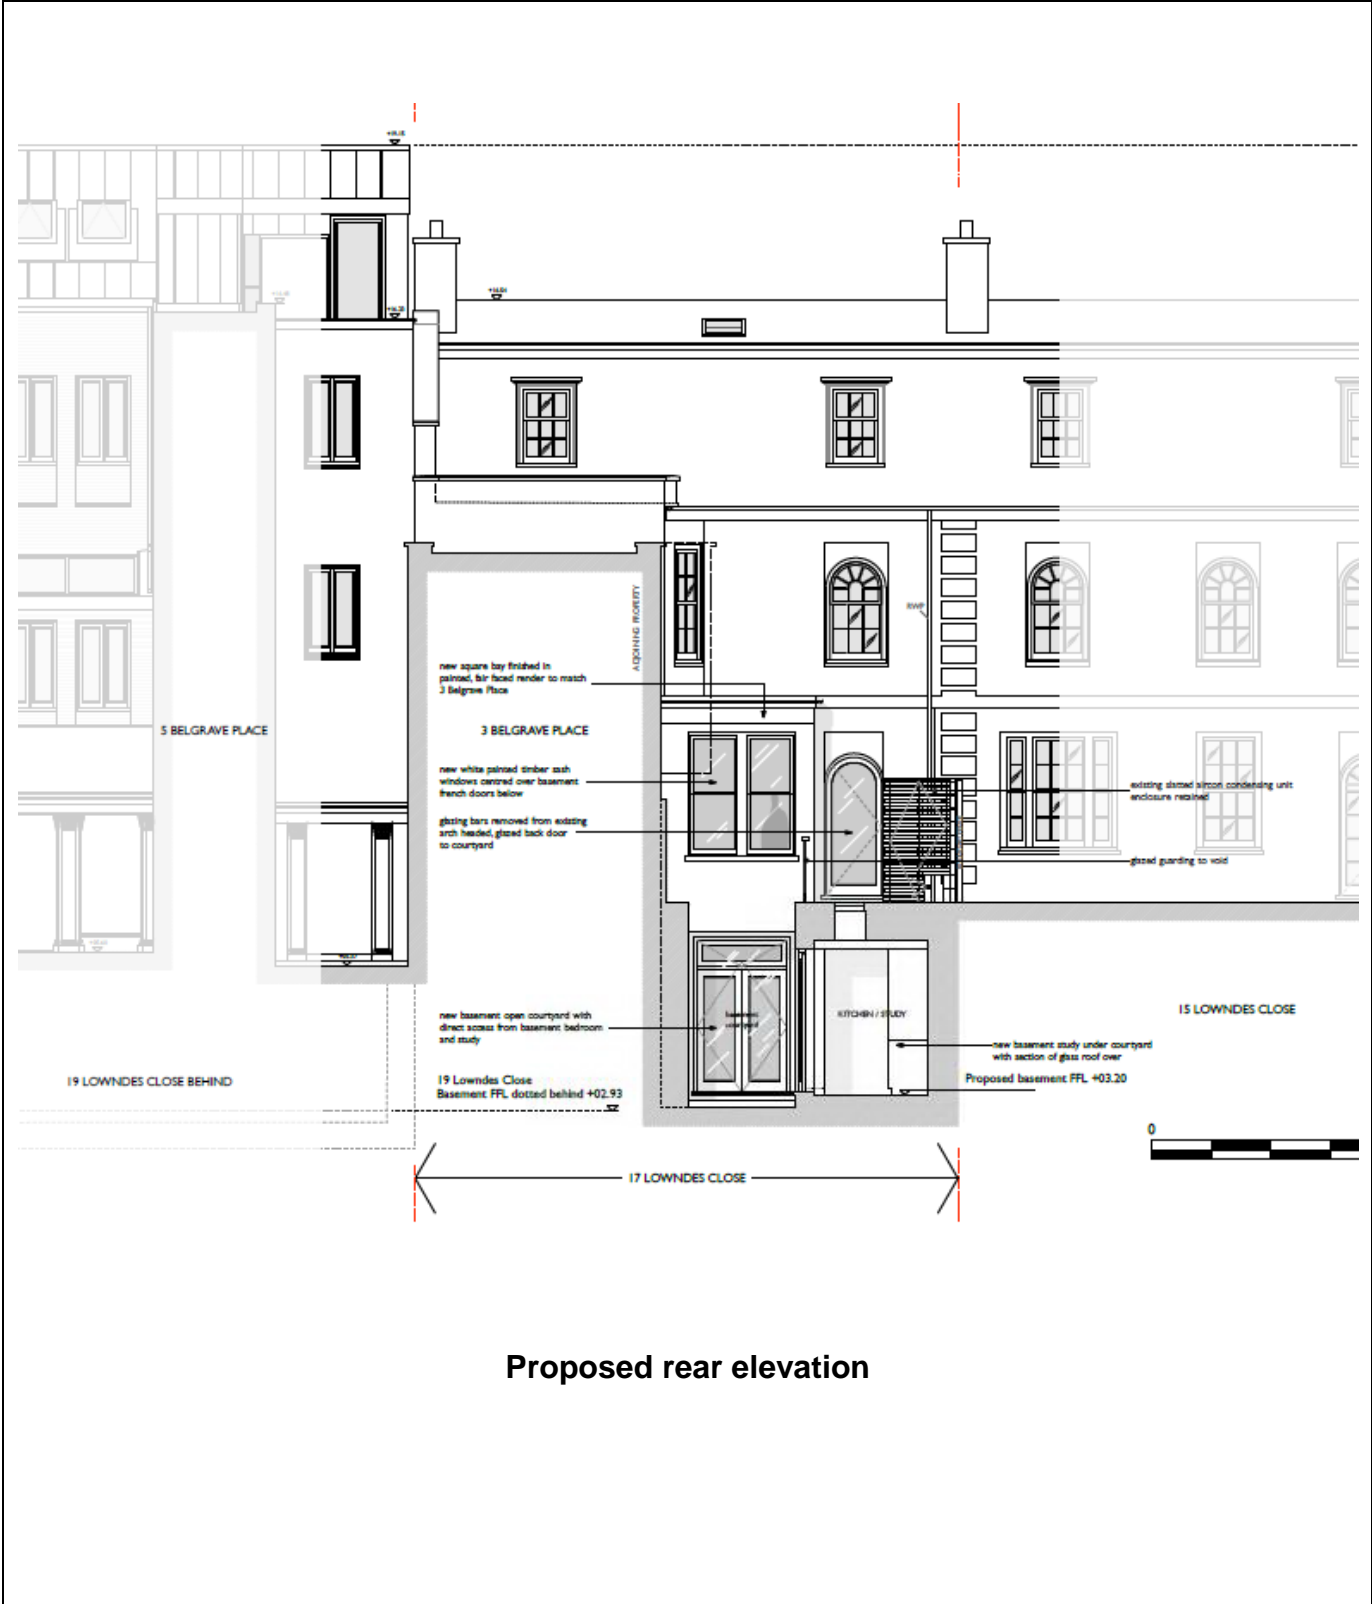 RWP
ADJOINING PROPERTY
new square bay finished in
painted, fair faced render to match
3 Belgrave Place
5 BELGRAVE PLACE
3 BELGRAVE PLACE
new white painted timber sash
windows centred over basement
french doors below
existing slatted aircon condensing unit
enclosure retained
glazing bars removed from existing
arch headed, glazed back door
to courtyard
glazed guarding to void
new basement open courtyard with
direct access from basement bedroom
and study
basement
courtyard
KITCHEN / STUDY
15 LOWNDES CLOSE
new basement study under courtyard
with section of glass roof over
19 LOWNDES CLOSE BEHIND
19 Lowndes Close
Basement FFL dotted behind +02.93
Proposed basement FFL +03.20
0
17 LOWNDES CLOSE
Proposed rear elevation